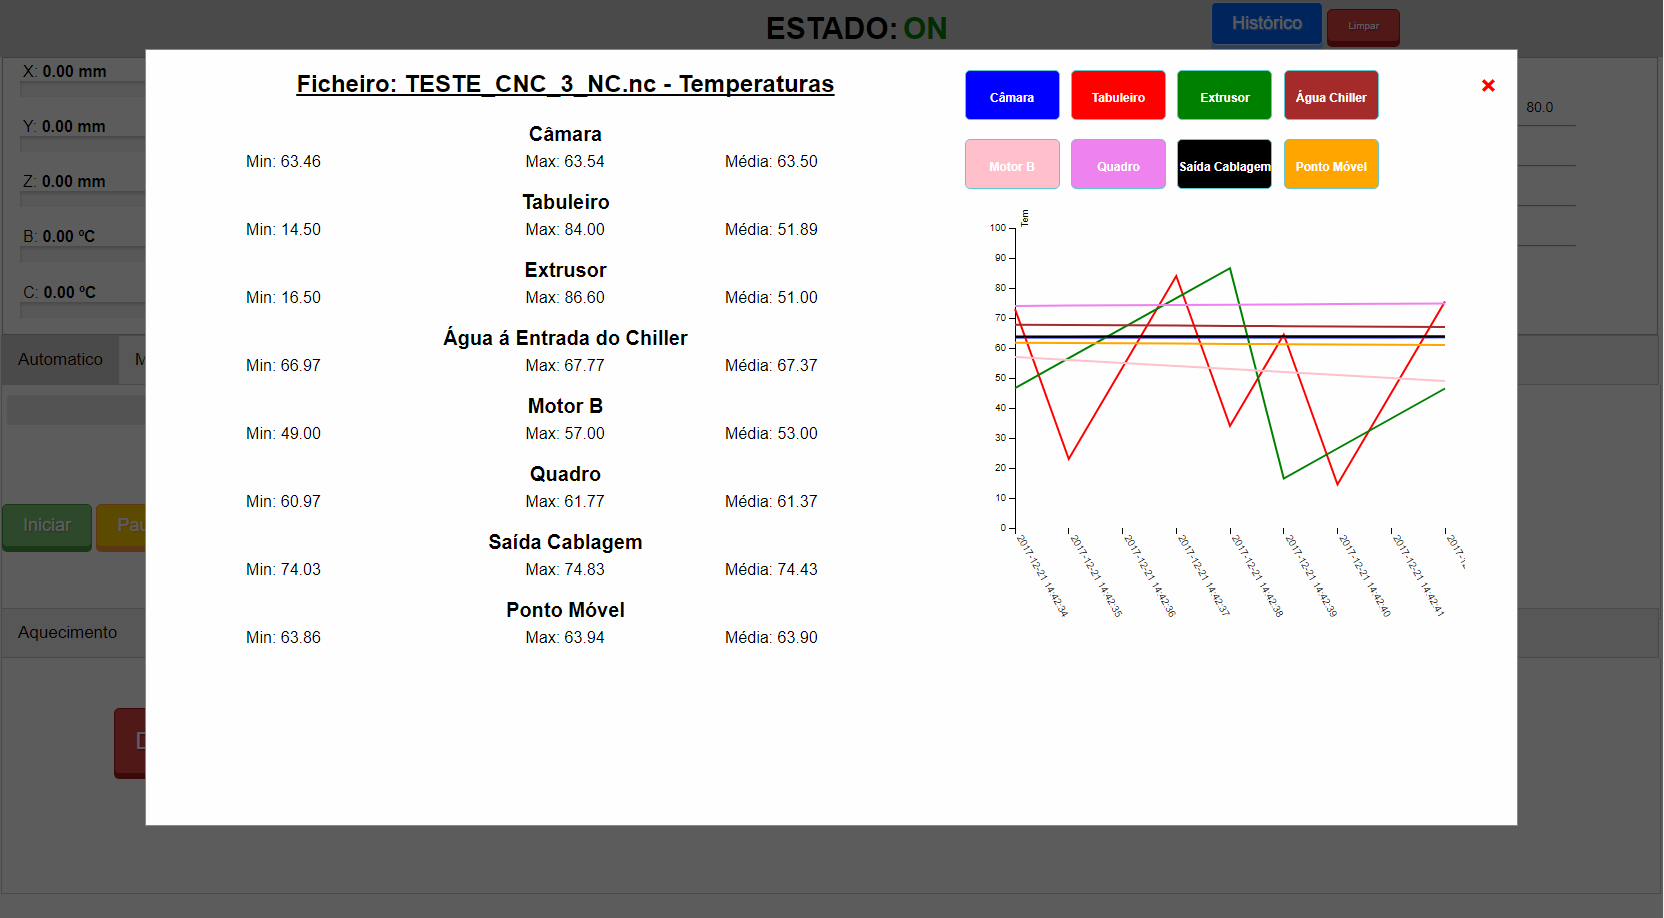 ESTADO: ON
Histórico
Limpar
X: 0.00 mm
Y: 0.00 mm
Z: 0.00 mm
B: 0.00 ºC
C: 0.00 ºC
80.0
Automatico
M
Iniciar
Pau
Aquecimento
D
Ficheiro: TESTE_CNC_3_NC.nc - Temperaturas
Câmara
Min: 63.46 Max: 63.54 Média: 63.50
Tabuleiro
Min: 14.50 Max: 84.00 Média: 51.89
Extrusor
Min: 16.50 Max: 86.60 Média: 51.00
Água á Entrada do Chiller
Min: 66.97 Max: 67.77 Média: 67.37
Motor B
Min: 49.00 Max: 57.00 Média: 53.00
Quadro
Min: 60.97 Max: 61.77 Média: 61.37
Saída Cablagem
Min: 74.03 Max: 74.83 Média: 74.43
Ponto Móvel
Min: 63.86 Max: 63.94 Média: 63.90
Câmara Tabuleiro Extrusor Água Chiller
Motor B Quadro Saída Cablagem Ponto Móvel
Tem
100
90
80
70
60
50
40
30
20
10
0
2017-12-21 14:42:34
2017-12-21 14:42:35
2017-12-21 14:42:36
2017-12-21 14:42:37
2017-12-21 14:42:38
2017-12-21 14:42:39
2017-12-21 14:42:40
2017-12-21 14:42:41
2017-12